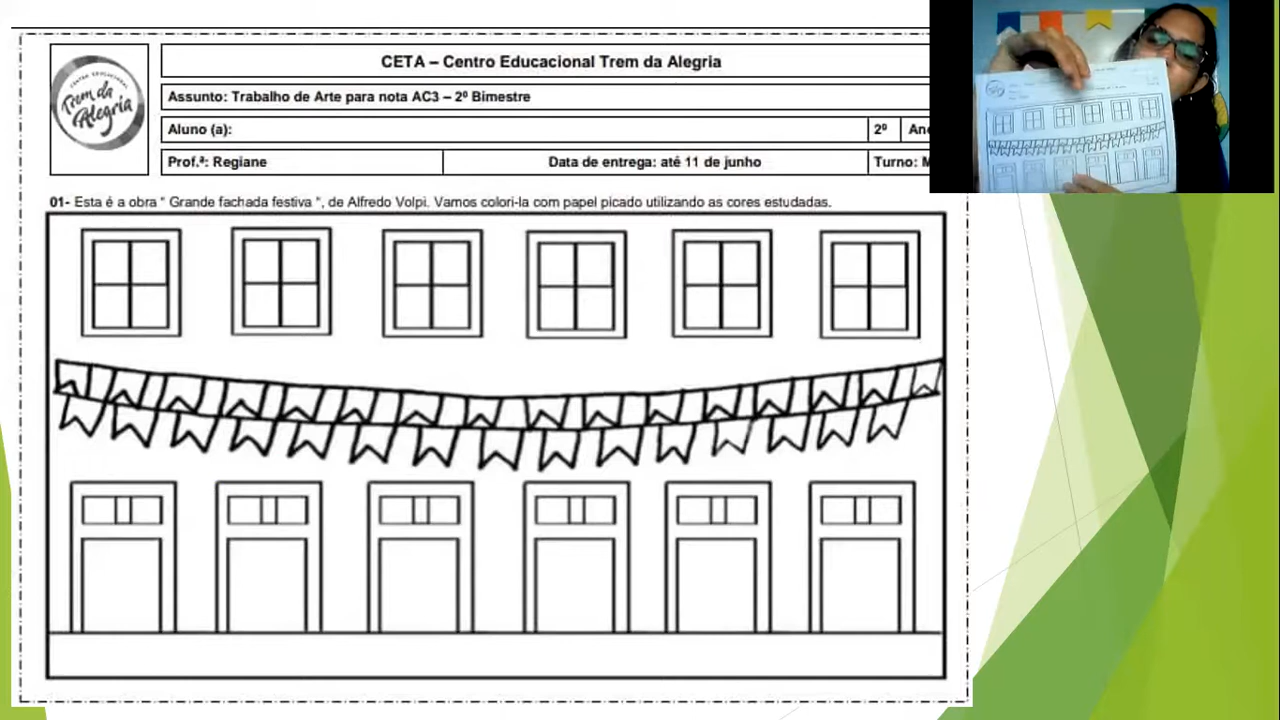 CENTRO EDUCACIONAL
Trem da
Alegria
CETA – Centro Educacional Trem da Alegria
Assunto: Trabalho de Arte para nota AC3 – 2º Bimestre
Aluno (a):
2º
Prof.ª: Regiane
Data de entrega: até 11 de junho
Turno:
01- Esta é a obra " Grande fachada festiva ", de Alfredo Volpi. Vamos colori-la com papel picado utilizando as cores estudadas.